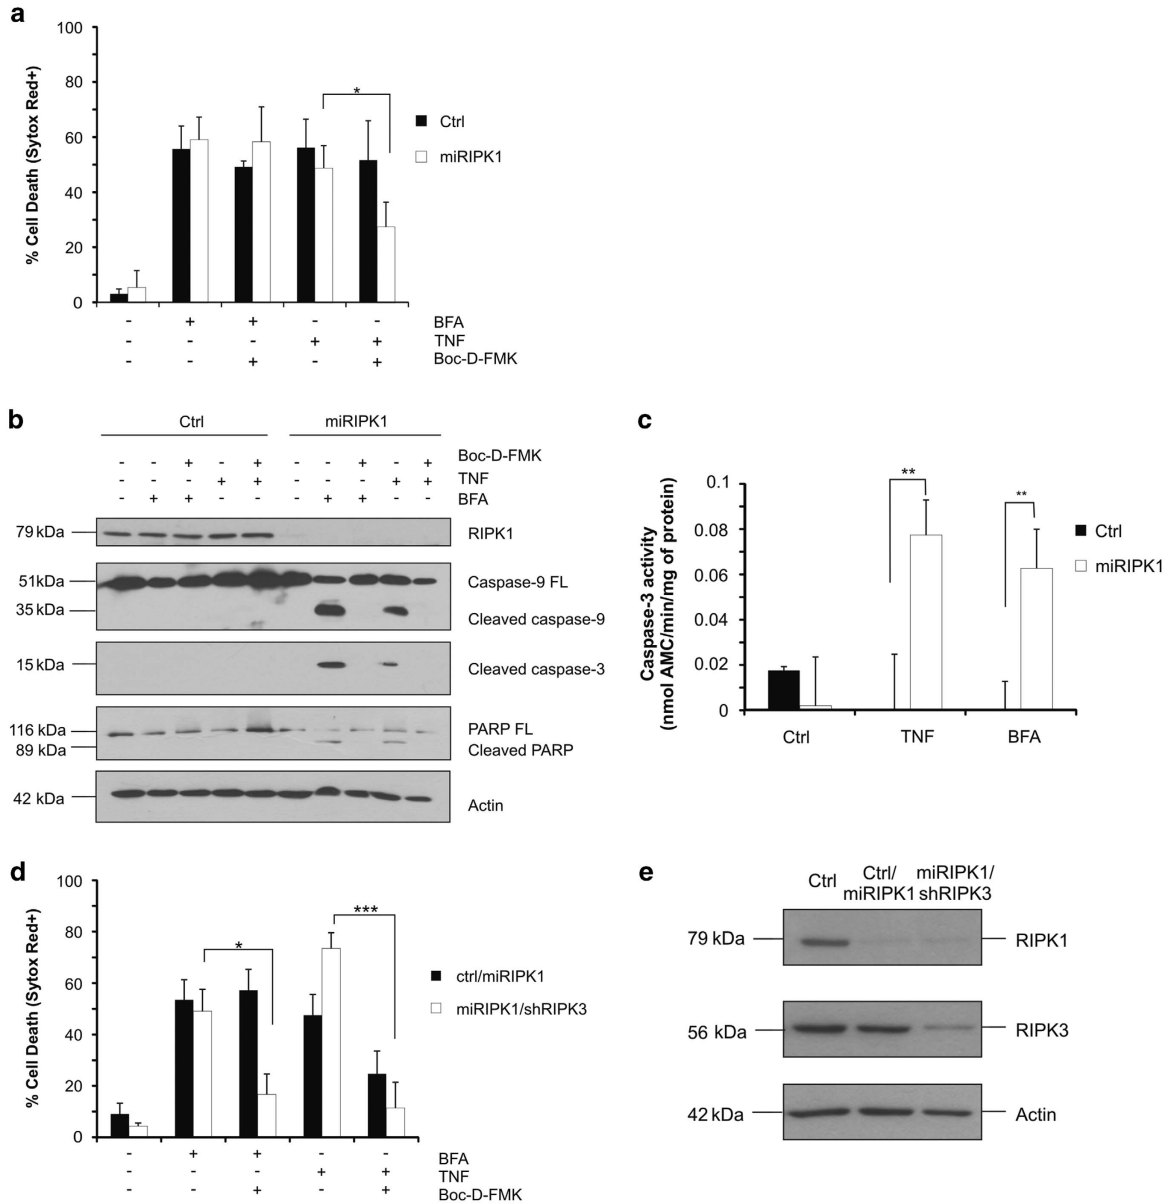 a
100
80
60
40
20
0
% Cell Death (Sytox Red+)
*
Ctrl
miRIPK1
- + + - - BFA
- - - + + TNF
- - + - + Boc-D-FMK
b
Ctrl miRIPK1
- - + - + - - + - + Boc-D-FMK
- - - + + - - - + + TNF
- + + - - - + + - - BFA
79 kDa RIPK1
51kDa Caspase-9 FL
35 kDa Cleaved caspase-9
15 kDa Cleaved caspase-3
116 kDa PARP FL
89 kDa Cleaved PARP
42 kDa Actin
c
Caspase-3 activity
(nmol AMC/min/mg of protein)
0.1
0.08
0.06
0.04
0.02
0
** **
Ctrl
miRIPK1
Ctrl TNF BFA
d
100
80
60
40
20
0
% Cell Death (Sytox Red+)
* ***
ctrl/miRIPK1
miRIPK1/shRIPK3
- + + - - BFA
- - - + + TNF
- - + - + Boc-D-FMK
e
Ctrl Ctrl/ miRIPK1/
miRIPK1 shRIPK3
79 kDa RIPK1
56 kDa RIPK3
42 kDa Actin